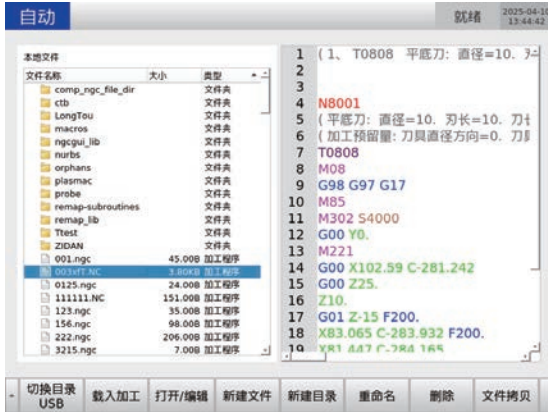 自动
就绪
2025-04-10
13:44:42
本地文件
文件名称 大小 类型
comp_ngc_file_dir 文件夹
ctb 文件夹
LongTou 文件夹
macros 文件夹
ngcgui_lib 文件夹
nurbs 文件夹
orphans 文件夹
plasmac 文件夹
probe 文件夹
remap-subroutines 文件夹
remap_lib 文件夹
Ttest 文件夹
ZIDAN 文件夹
001.ngc 45.00B 加工程序
003xfT.NC 3.80KB 加工程序
0125.ngc 24.00B 加工程序
111111.NC 151.00B 加工程序
123.ngc 35.00B 加工程序
156.ngc 98.00B 加工程序
222.ngc 206.00B 加工程序
3215.ngc 7.00B 加工程序
1 (1、 T0808 平底刀: 直径=10. 
2
3
4 N8001
5 (平底刀: 直径=10. 刃长=10. 刀
6 (加工预留量: 刀具直径方向=0. 刀
7 T0808
8 M08
9 G98 G97 G17
10 M85
11 M302 S4000
12 G00 Y0.
13 M221
14 G00 X102.59 C-281.242
15 G00 Z25.
16 Z10.
17 G01 Z-15 F200.
18 X83.065 C-283.932 F200.
19 X81.447 C-284.165
切换目录
USB
载入加工
打开/编辑
新建文件
新建目录
重命名
删除
文件拷贝